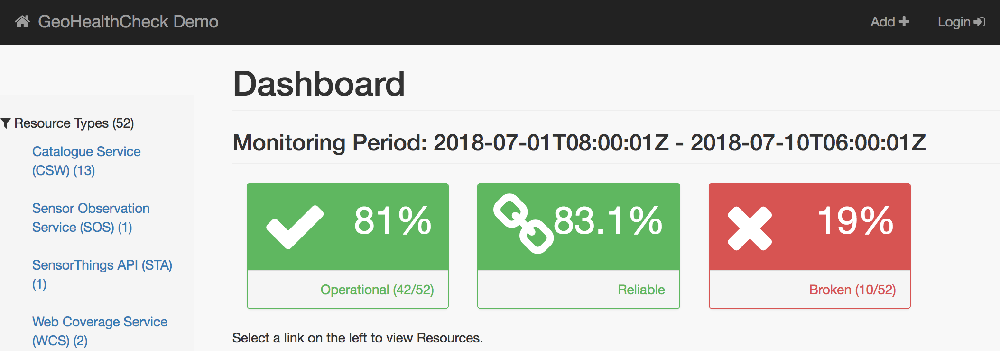 GeoHealthCheck Demo
Add
Login
Dashboard
Resource Types (52)
Catalogue Service
(CSW) (13)
Sensor Observation
Service (SOS) (1)
SensorThings API (STA)
(1)
Web Coverage Service
(WCS) (2)
Monitoring Period: 2018-07-01T08:00:01Z - 2018-07-10T06:00:01Z
81%
Operational (42/52)
83.1%
Reliable
19%
Broken (10/52)
Select a link on the left to view Resources.